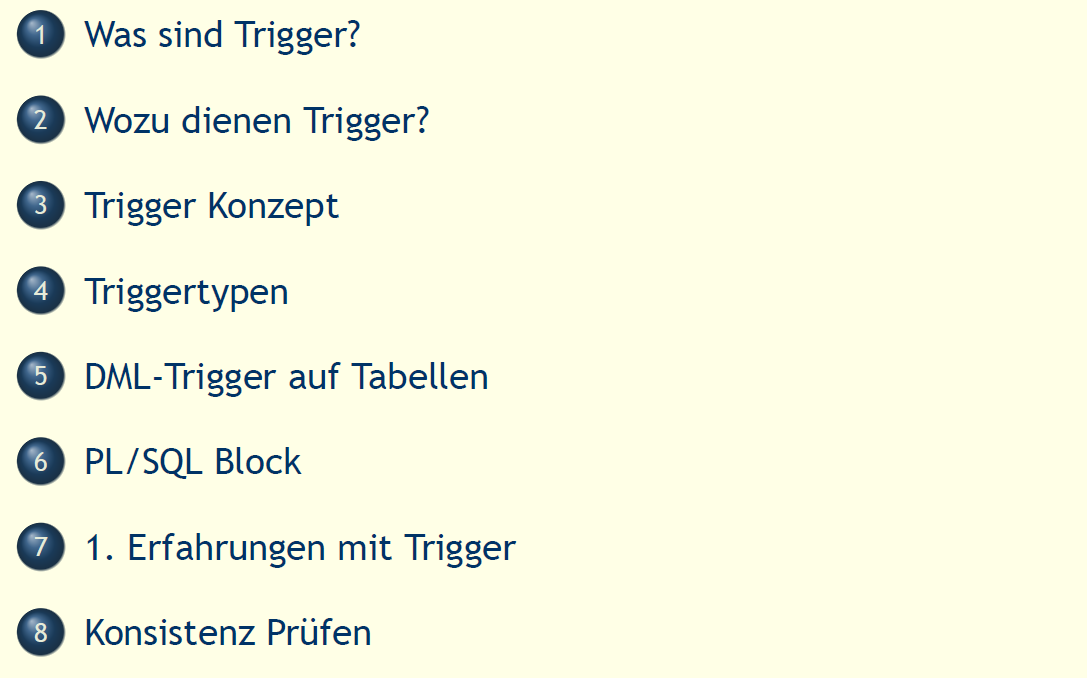 1 Was sind Trigger?
2 Wozu dienen Trigger?
3 Trigger Konzept
4 Triggertypen
5 DML-Trigger auf Tabellen
6 PL/SQL Block
7 1. Erfahrungen mit Trigger
8 Konsistenz Prüfen